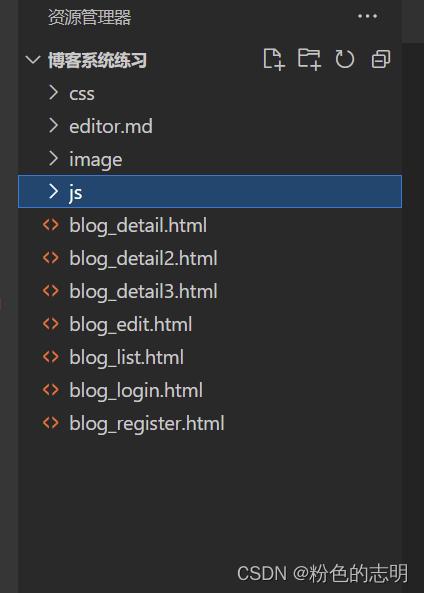 资源管理器
博客系统练习
css
editor.md
image
js
blog_detail.html
blog_detail2.html
blog_detail3.html
blog_edit.html
blog_list.html
blog_login.html
blog_register.html
CSDN @粉色的志明